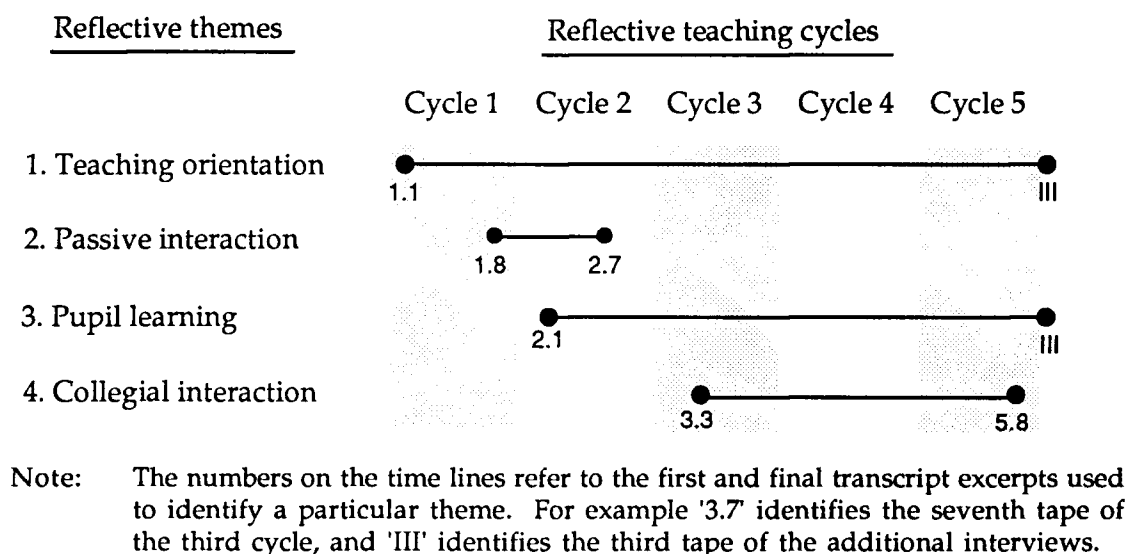 Reflective themes
Reflective teaching cycles
Cycle 1 Cycle 2 Cycle 3 Cycle 4 Cycle 5
1. Teaching orientation
1.1 III
2. Passive interaction
1.8 2.7
3. Pupil learning
2.1 III
4. Collegial interaction
3.3 5.8
Note: The numbers on the time lines refer to the first and final transcript excerpts used
to identify a particular theme. For example '3.7' identifies the seventh tape of
the third cycle, and 'III' identifies the third tape of the additional interviews.